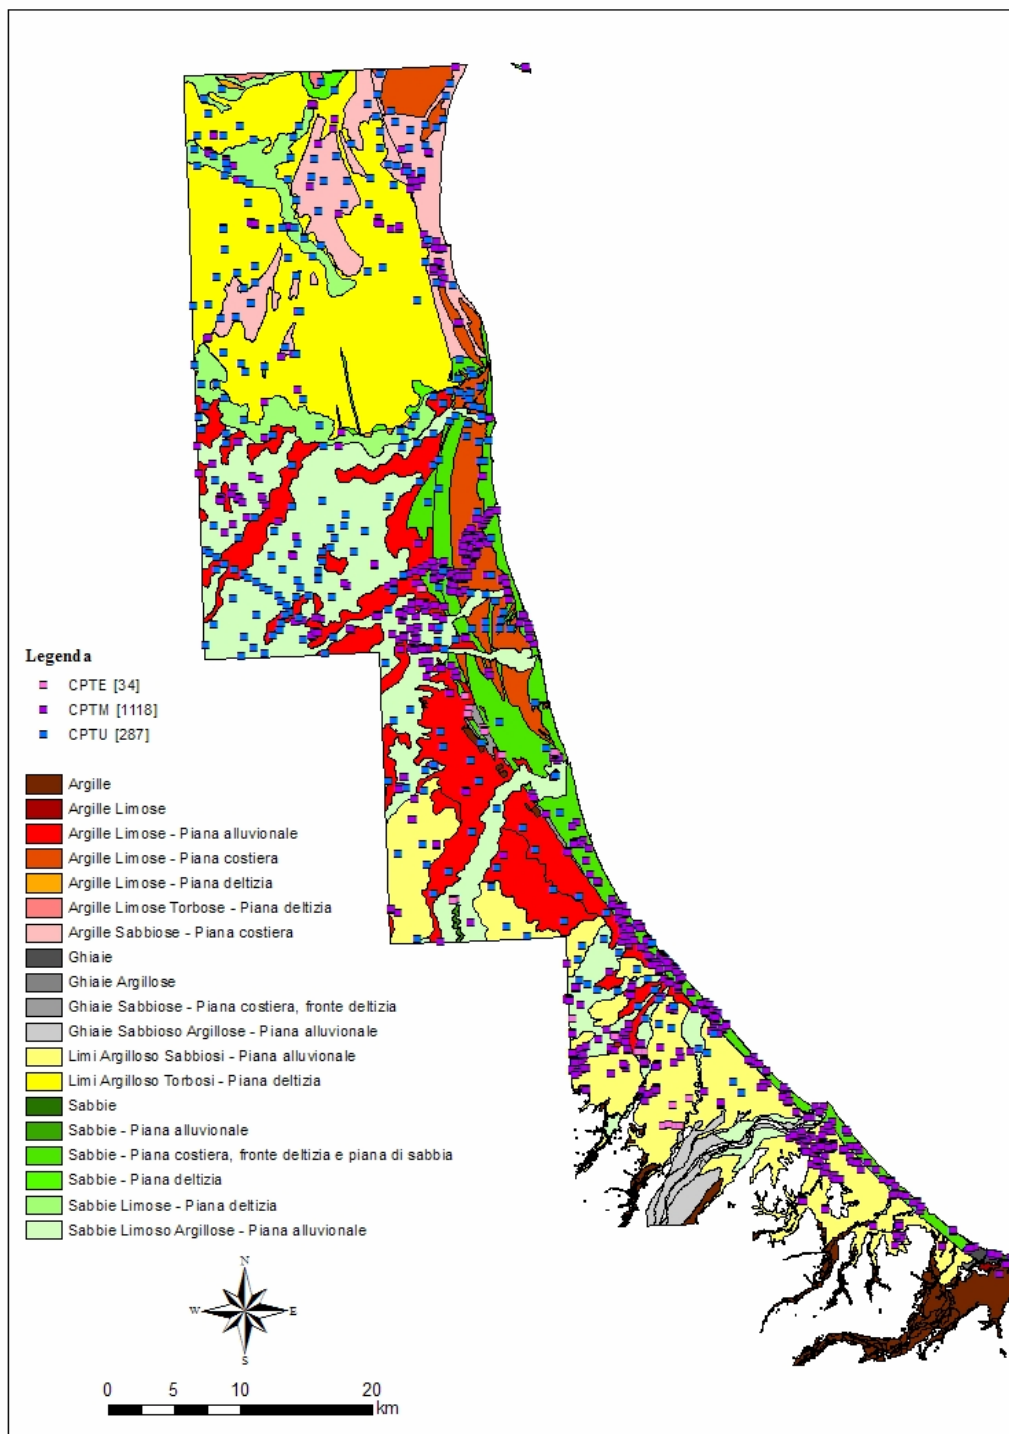 Legenda
CPTE [34]
CPTM [1118]
CPTU [287]
Argille
Argille Limose
Argille Limose - Piana alluvionale
Argille Limose - Piana costiera
Argille Limose - Piana deltizia
Argille Limose Torbose - Piana deltizia
Argille Sabbiose - Piana costiera
Ghiaie
Ghiaie Argillose
Ghiaie Sabbiose - Piana costiera, fronte deltizia
Ghiaie Sabbioso Argillose - Piana alluvionale
Limi Argilloso Sabbiosi - Piana alluvionale
Limi Argilloso Torbosi - Piana deltizia
Sabbie
Sabbie - Piana alluvionale
Sabbie - Piana costiera, fronte deltizia e piana di sabbia
Sabbie - Piana deltizia
Sabbie Limose - Piana deltizia
Sabbie Limoso Argillose - Piana alluvionale
N
W E
S
0 5 10 20
km